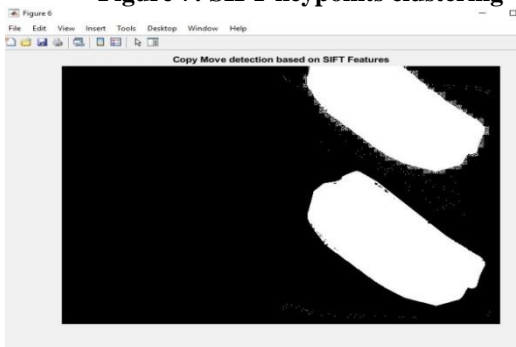 Figure 7: SIFT keypoints clustering
Figure 6
File Edit View Insert Tools Desktop Window Help
Copy Move detection based on SIFT Features